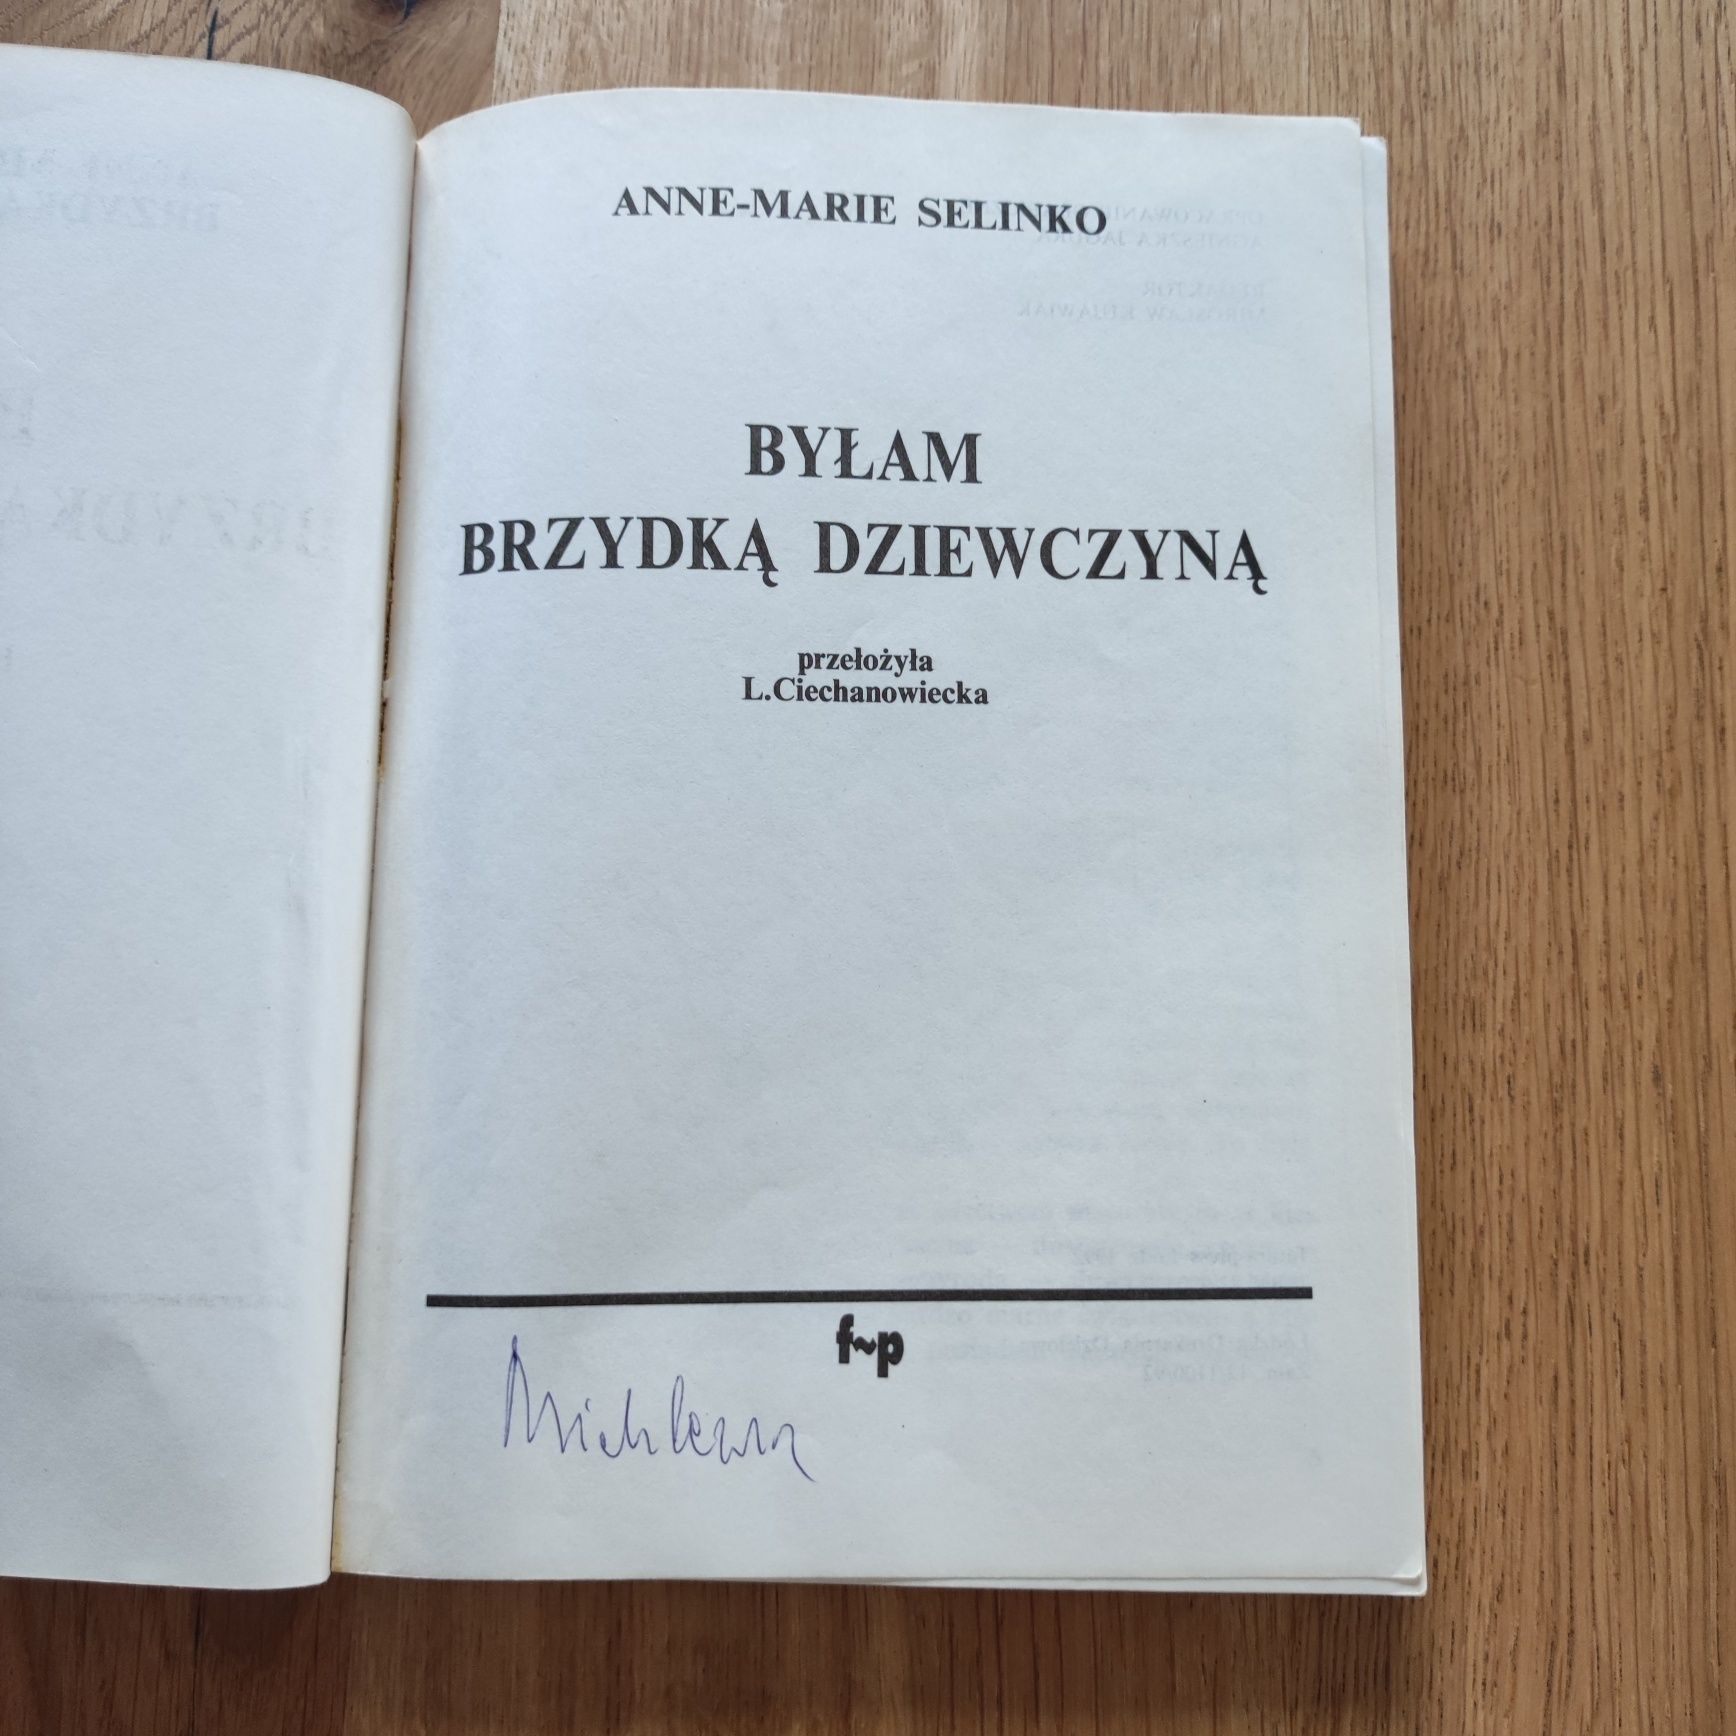 ANNE-MARIE SELINKO
BYŁAM
BRZYDKĄ DZIEWCZYNĄ
przełożyła
L.Ciechanowiecka
f~p